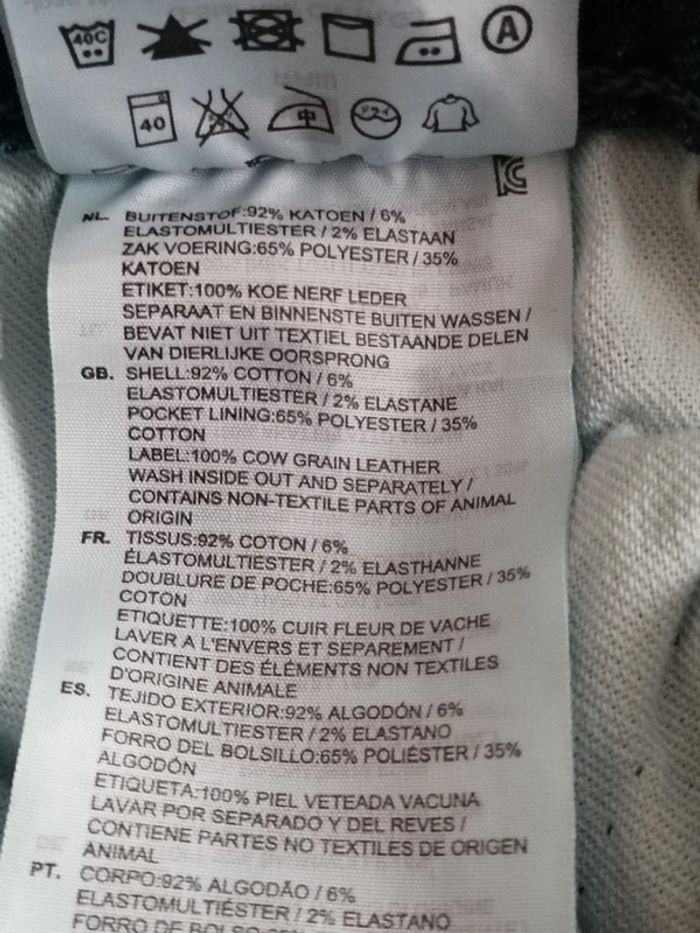 40C
A
40
中
NL. BUITENSTOF:92% KATOEN / 6%
ELASTOMULTIESTER / 2% ELASTAAN
ZAK VOERING:65% POLYESTER / 35%
KATOEN
ETIKET:100% KOE NERF LEDER
SEPARAAT EN BINNENSTE BUITEN WASSEN /
BEVAT NIET UIT TEXTIEL BESTAANDE DELEN
VAN DIERLIJKE OORSPRONG
GB. SHELL:92% COTTON / 6%
ELASTOMULTIESTER / 2% ELASTANE
POCKET LINING:65% POLYESTER / 35%
COTTON
LABEL:100% COW GRAIN LEATHER
WASH INSIDE OUT AND SEPARATELY /
CONTAINS NON-TEXTILE PARTS OF ANIMAL
ORIGIN
FR. TISSUS:92% COTON / 6%
ÉLASTOMULTIESTER / 2% ELASTHANNE
DOUBLURE DE POCHE:65% POLYESTER / 35%
COTON
ETIQUETTE:100% CUIR FLEUR DE VACHE
LAVER A L'ENVERS ET SEPAREMENT /
CONTIENT DES ÉLÉMENTS NON TEXTILES
D'ORIGINE ANIMALE
ES. TEJIDO EXTERIOR:92% ALGODÓN / 6%
ELASTOMULTIESTER / 2% ELASTANO
FORRO DEL BOLSILLO:65% POLIÉSTER / 35%
ALGODÓN
ETIQUETA:100% PIEL VETEADA VACUNA
LAVAR POR SEPARADO Y DEL REVES /
CONTIENE PARTES NO TEXTILES DE ORIGEN
ANIMAL
PT. CORPO:92% ALGODÃO / 6%
ELASTOMULTIÉSTER / 2% ELASTANO
FORRO DE